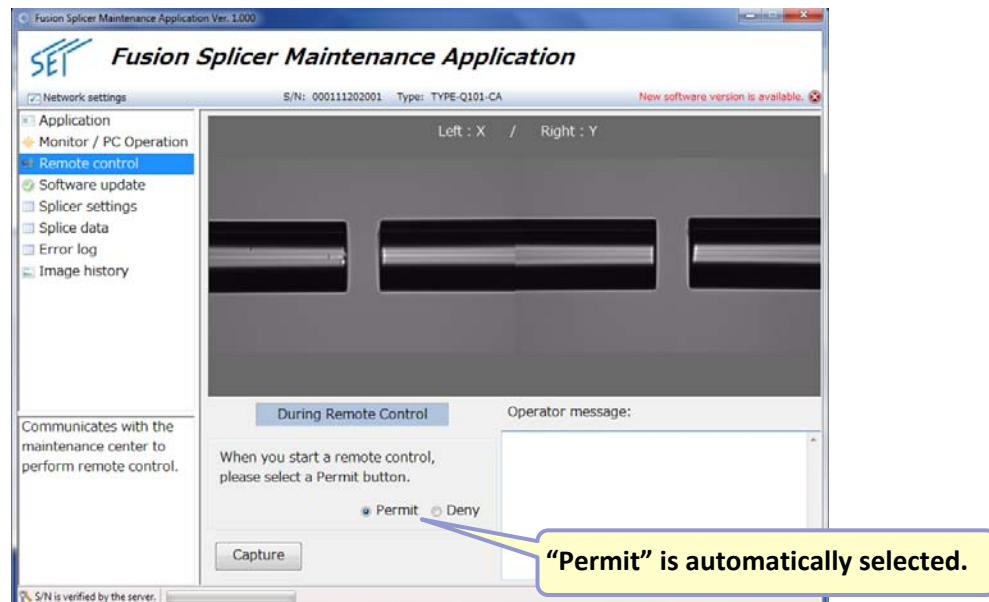 Fusion Splicer Maintenance Application Ver. 1.000
SEI Fusion Splicer Maintenance Application
Network settings S/N: 000111202001 Type: TYPE-Q101-CA New software version is available.
Application
Monitor / PC Operation
Remote control
Software update
Splicer settings
Splice data
Error log
Image history
Left : X / Right : Y
Communicates with the
maintenance center to
perform remote control.
During Remote Control
When you start a remote control,
please select a Permit button.
Permit Deny
Capture
Operator message:
“Permit” is automatically selected.
S/N is verified by the server.